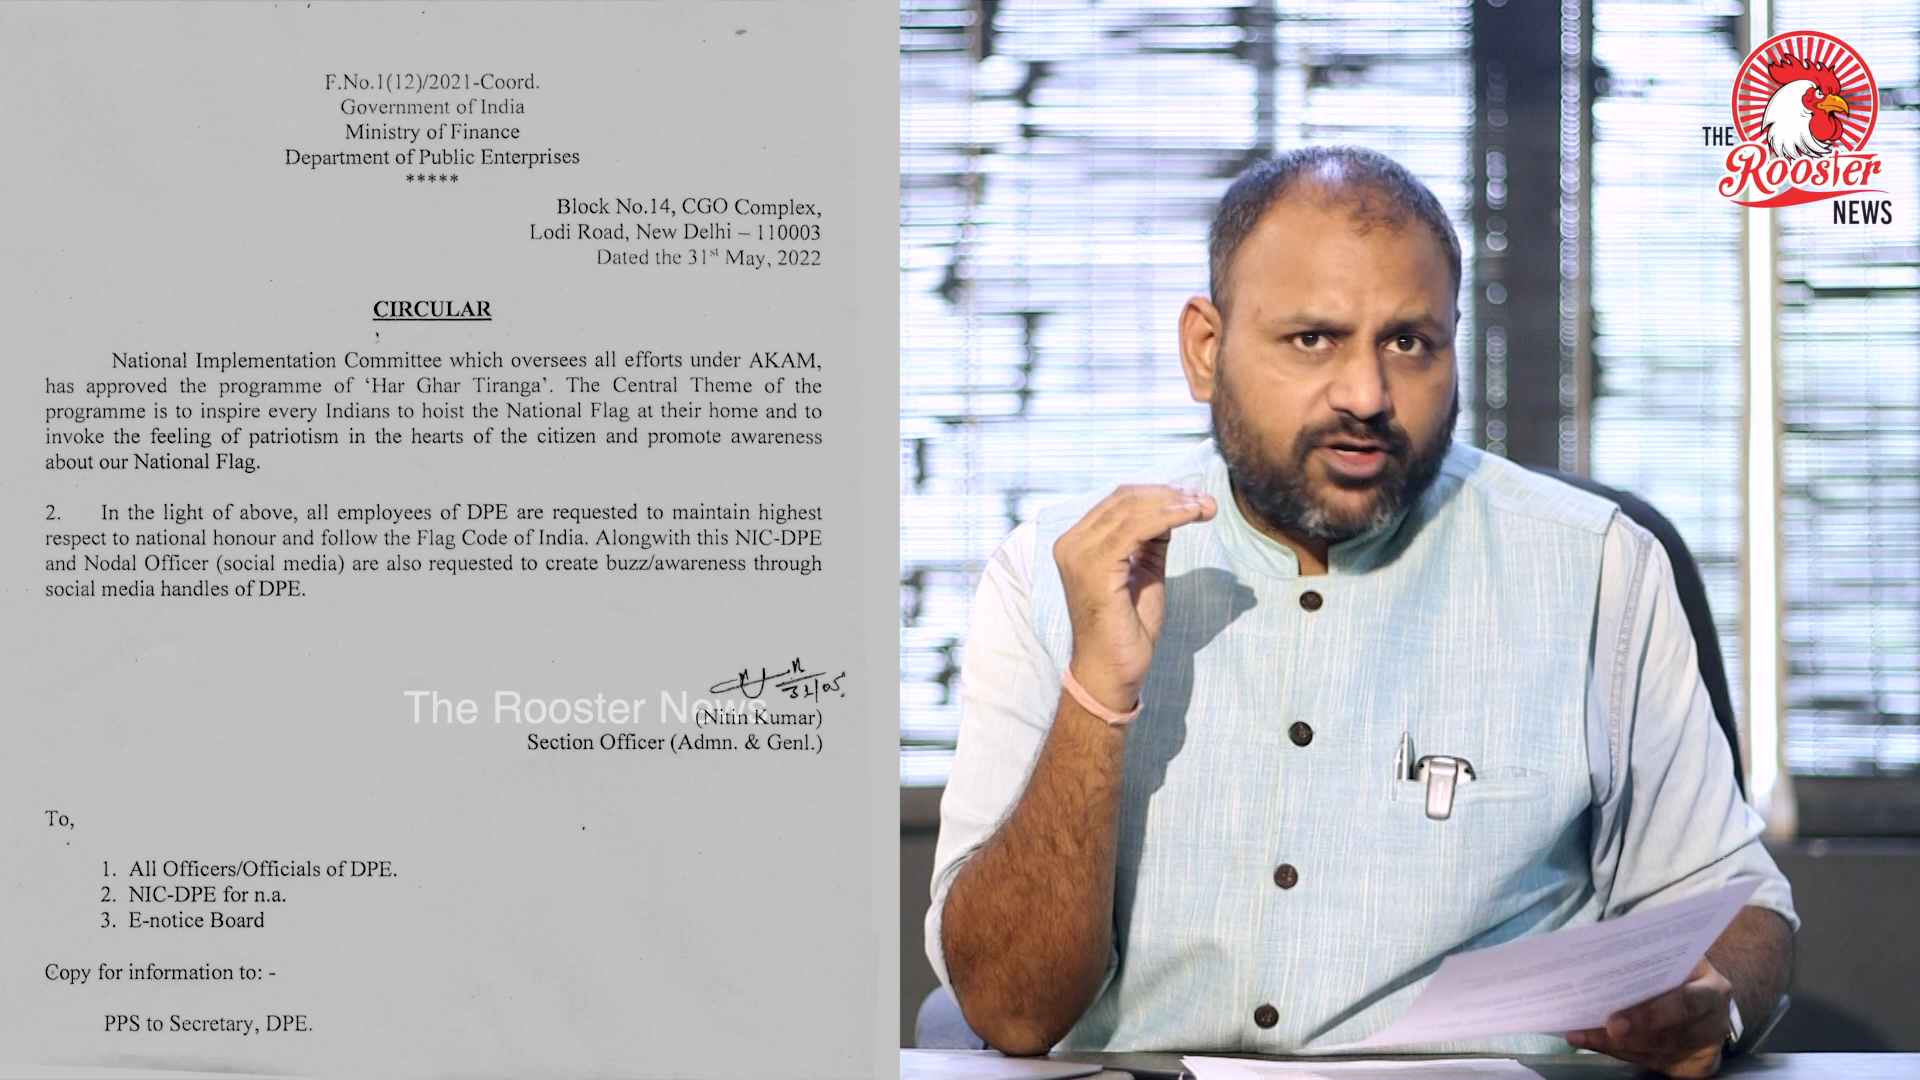 F.No.1(12)/2021-Coord.
Government of India
Ministry of Finance
Department of Public Enterprises
*****
Block No.14, CGO Complex,
Lodi Road, New Delhi – 110003
Dated the 31st May, 2022
CIRCULAR
National Implementation Committee which oversees all efforts under AKAM,
has approved the programme of ‘Har Ghar Tiranga’. The Central Theme of the
programme is to inspire every Indians to hoist the National Flag at their home and to
invoke the feeling of patriotism in the hearts of the citizen and promote awareness
about our National Flag.
2. In the light of above, all employees of DPE are requested to maintain highest
respect to national honour and follow the Flag Code of India. Alongwith this NIC-DPE
and Nodal Officer (social media) are also requested to create buzz/awareness through
social media handles of DPE.
31/05
The Rooster News
(Nitin Kumar)
Section Officer (Admn. & Genl.)
To,
1. All Officers/Officials of DPE.
2. NIC-DPE for n.a.
3. E-notice Board
Copy for information to: -
PPS to Secretary, DPE.
THE
Rooster
NEWS